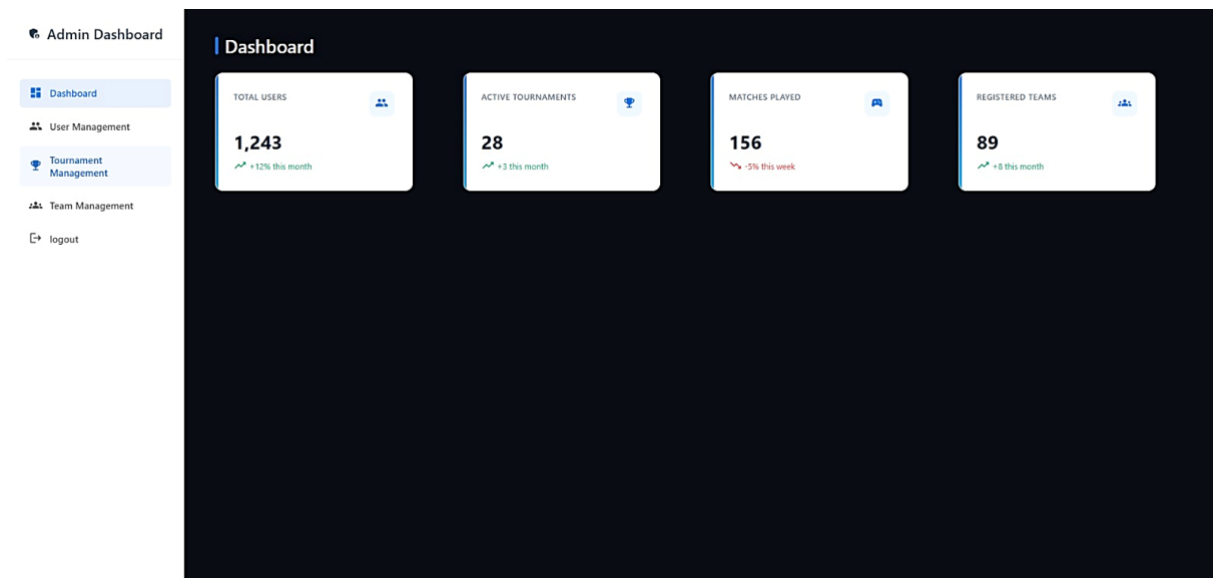 Admin Dashboard
Dashboard
User Management
Tournament
Management
Team Management
logout
Dashboard
TOTAL USERS
1,243
+12% this month
ACTIVE TOURNAMENTS
28
+3 this month
MATCHES PLAYED
156
-5% this week
REGISTERED TEAMS
89
+8 this month